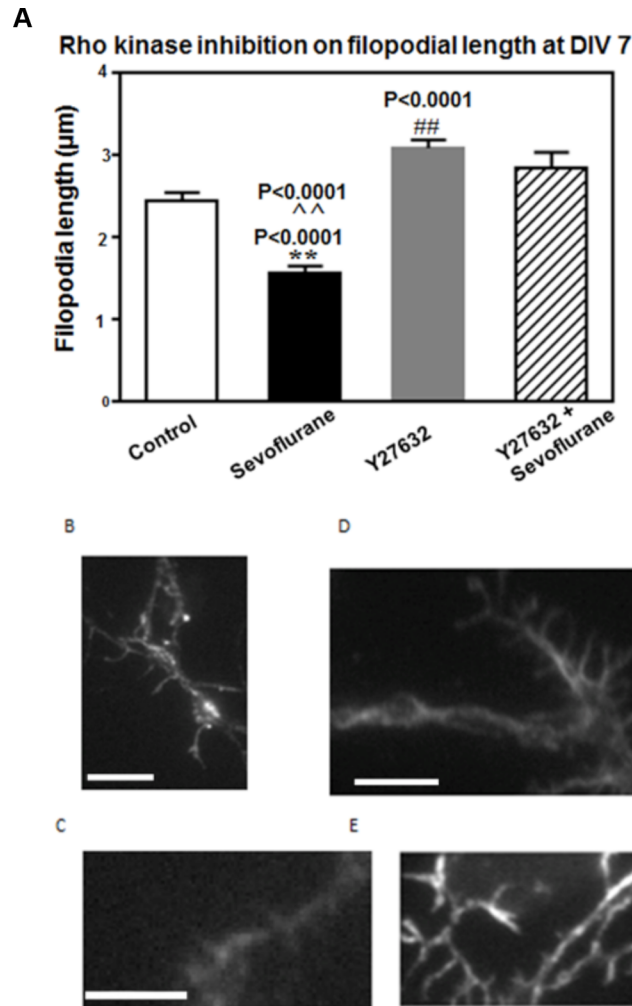 A
Rho kinase inhibition on filopodial length at DIV 7
Filopodia length (μm)
4
3
2
1
0
P<0.0001
^^
P<0.0001
**
P<0.0001
##
Control
Sevoflurane
Y27632
Y27632 +
Sevoflurane
B
D
C
E